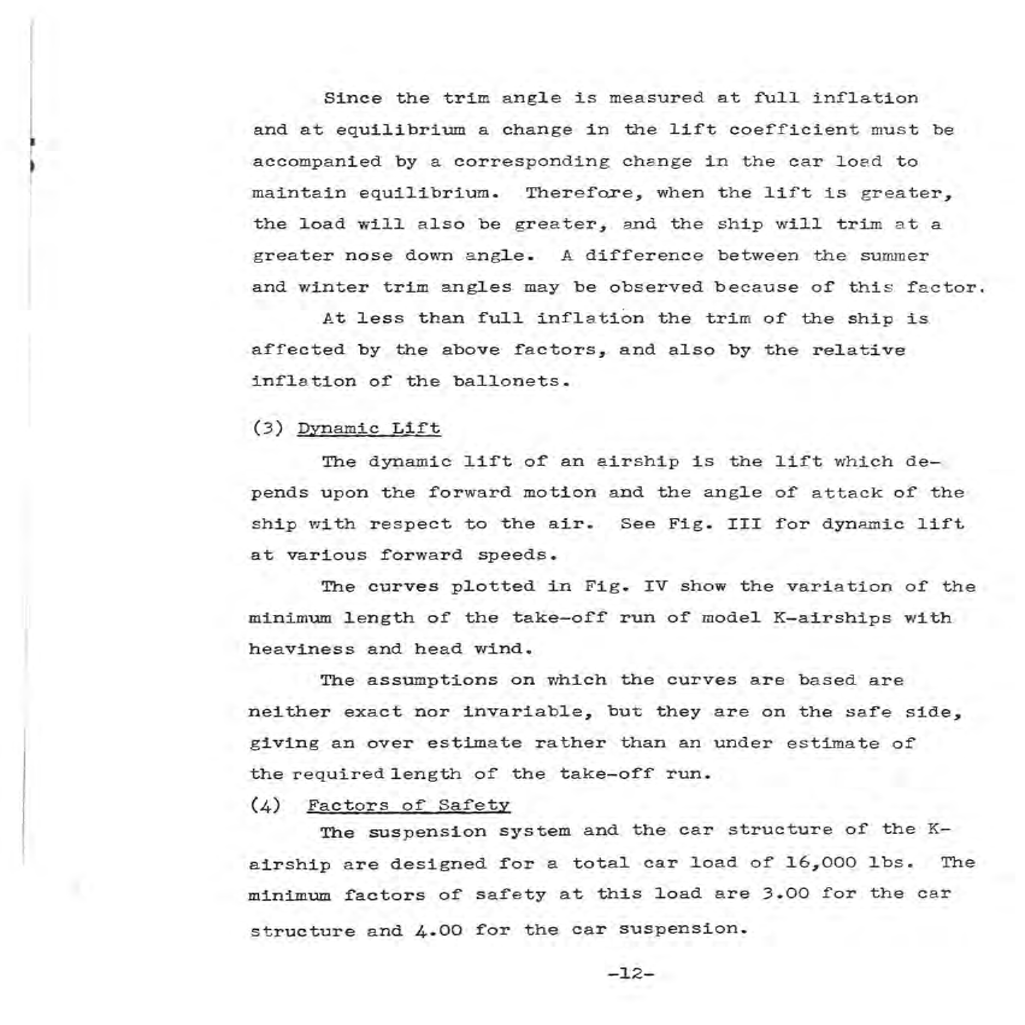 Since the trim angle is measured at full inflation
and at equilibrium a change in the lift coefficient must be
accompanied by a corresponding change in the car load to
maintain equilibrium. Therefore, when the lift is greater,
the load will also be greater, and the ship will trim at a
greater nose down angle. A difference between the summer
and winter trim angles may be observed because of this factor.
At less than full inflation the trim of the ship is
affected by the above factors, and also by the relative
inflation of the ballonets.
(3) Dynamic Lift
The dynamic lift of an airship is the lift which de-
pends upon the forward motion and the angle of attack of the
ship with respect to the air. See Fig. III for dynamic lift
at various forward speeds.
The curves plotted in Fig. IV show the variation of the
minimum length of the take-off run of model K-airships with
heaviness and head wind.
The assumptions on which the curves are based are
neither exact nor invariable, but they are on the safe side,
giving an over estimate rather than an under estimate of
the required length of the take-off run.
(4) Factors of Safety
The suspension system and the car structure of the K-
airship are designed for a total car load of 16,000 lbs. The
minimum factors of safety at this load are 3.00 for the car
structure and 4.00 for the car suspension.
-12-